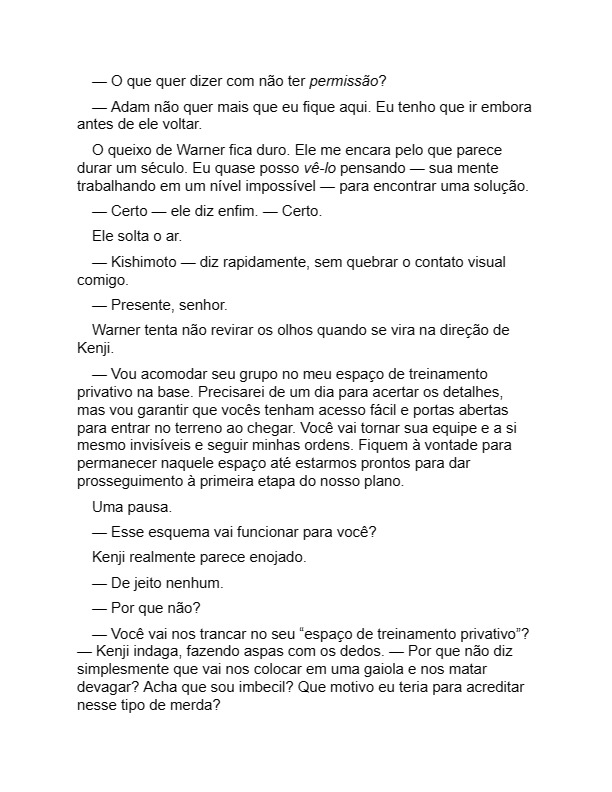 — O que quer dizer com não ter permissão?
— Adam não quer mais que eu fique aqui. Eu tenho que ir embora
antes de ele voltar.
O queixo de Warner fica duro. Ele me encara pelo que parece
durar um século. Eu quase posso vê-lo pensando — sua mente
trabalhando em um nível impossível — para encontrar uma solução.
— Certo — ele diz enfim. — Certo.
Ele solta o ar.
— Kishimoto — diz rapidamente, sem quebrar o contato visual
comigo.
— Presente, senhor.
Warner tenta não revirar os olhos quando se vira na direção de
Kenji.
— Vou acomodar seu grupo no meu espaço de treinamento
privativo na base. Precisarei de um dia para acertar os detalhes,
mas vou garantir que vocês tenham acesso fácil e portas abertas
para entrar no terreno ao chegar. Você vai tornar sua equipe e a si
mesmo invisíveis e seguir minhas ordens. Fiquem à vontade para
permanecer naquele espaço até estarmos prontos para dar
prosseguimento à primeira etapa do nosso plano.
Uma pausa.
— Esse esquema vai funcionar para você?
Kenji realmente parece enojado.
— De jeito nenhum.
— Por que não?
— Você vai nos trancar no seu “espaço de treinamento privativo”?
— Kenji indaga, fazendo aspas com os dedos. — Por que não diz
simplesmente que vai nos colocar em uma gaiola e nos matar
devagar? Acha que sou imbecil? Que motivo eu teria para acreditar
nesse tipo de merda?